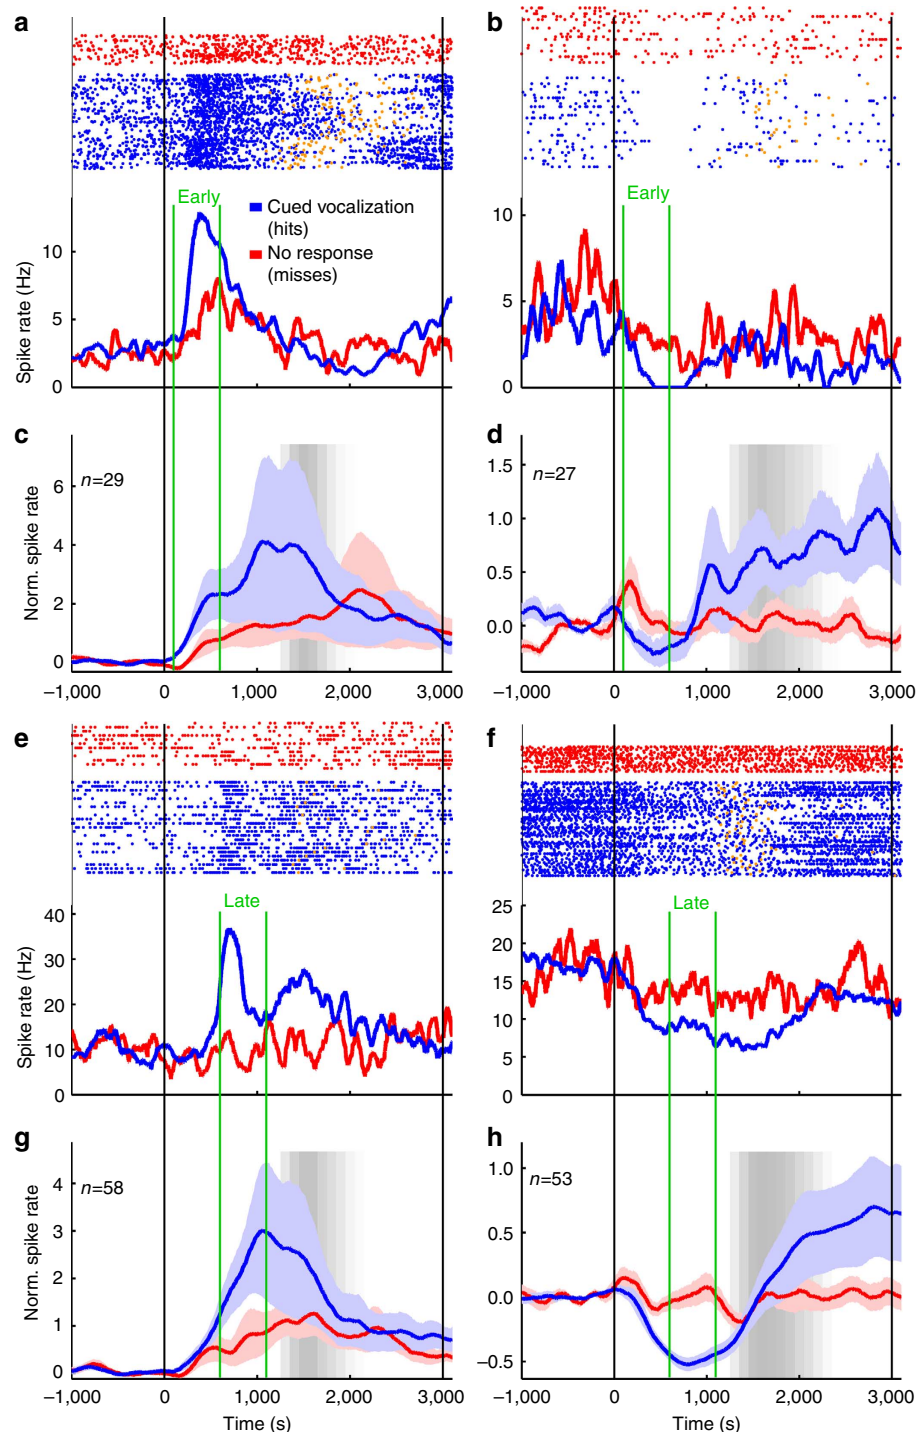 a
b
Early
Cued vocalization
(hits)
No response
(misses)
Early
Spike rate (Hz)
10
5
0
10
5
0
c
d
n=29
n=27
Norm. spike rate
6
4
2
0
1.5
1.0
0.5
0.0
−1,000 0 1,000 2,000 3,000
−1,000 0 1,000 2,000 3,000
e
f
Late
Late
Spike rate (Hz)
40
30
20
10
0
25
20
15
10
5
0
g
h
n=58
n=53
Norm. spike rate
4
3
2
1
0
1.0
0.5
0.0
−0.5
−1,000 0 1,000 2,000 3,000
−1,000 0 1,000 2,000 3,000
Time (s)
Time (s)